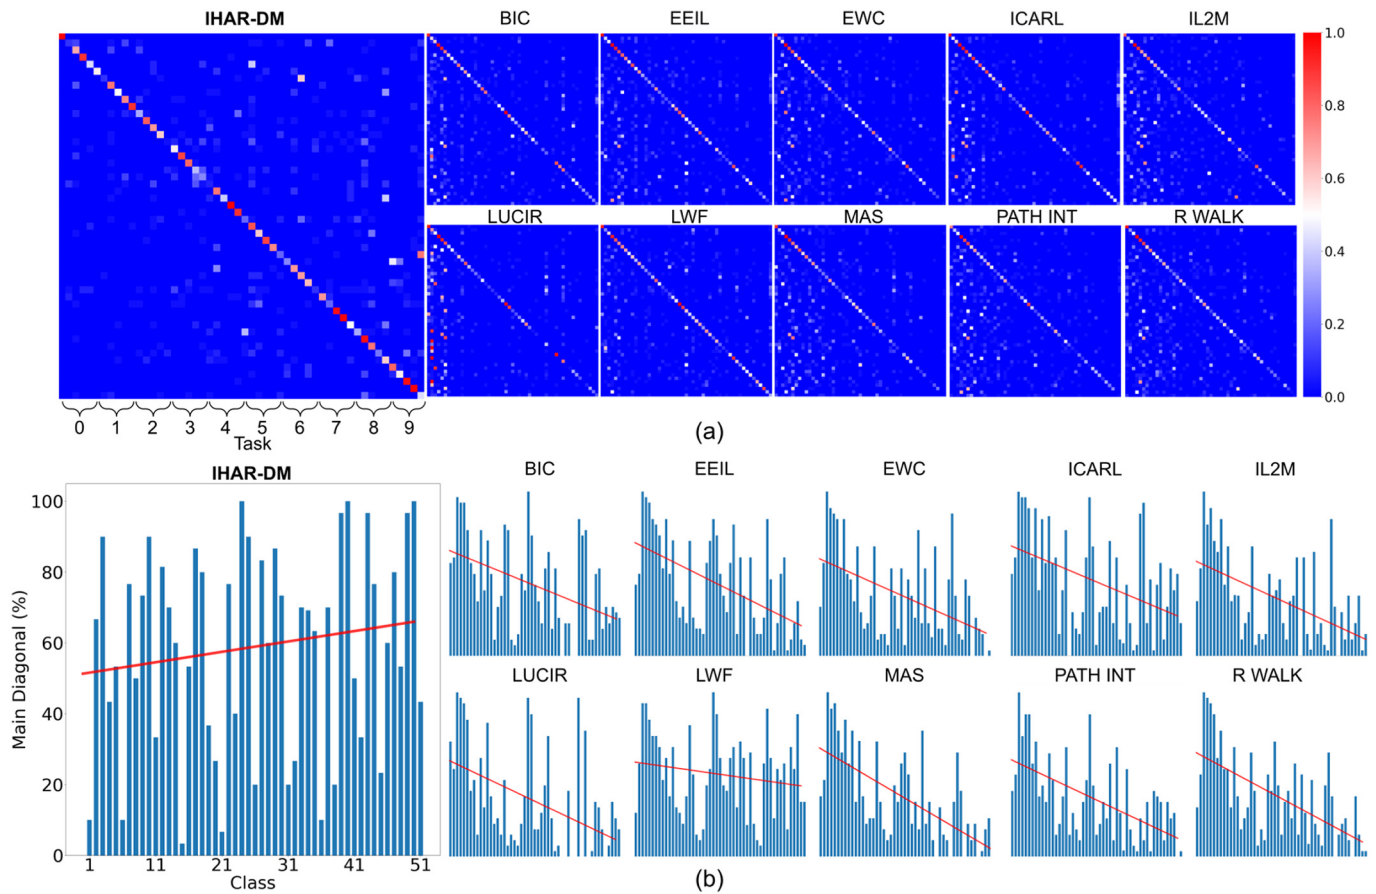 IHAR-DM
BIC EEIL EWC ICARL IL2M
1.0
0.8
0.6
0.4
0.2
0.0
LUCIR LWF MAS PATH INT R WALK
0 1 2 3 4 5 6 7 8 9
Task
(a)
IHAR-DM
BIC EEIL EWC ICARL IL2M
LUCIR LWF MAS PATH INT R WALK
Main Diagonal (%)
100
80
60
40
20
0
1 11 21 31 41 51
Class
(b)